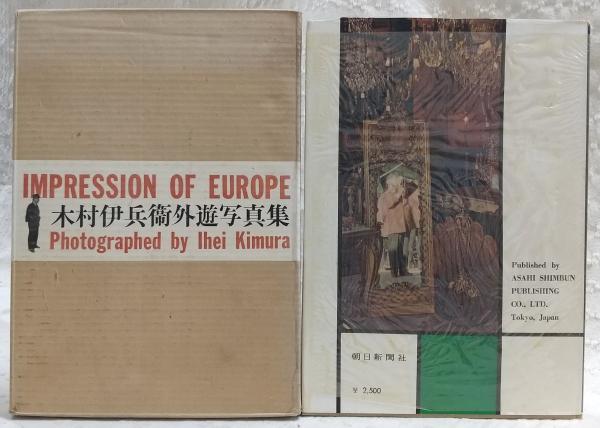 IMPRESSION OF EUROPE
木村伊兵衞外遊写真集
Photographed by Ihei Kimura
Published by
ASAHI SHIMBUN
PUBLISHING
CO., LTD.
Tokyo, Japan
朝日新聞社
¥ 2,500